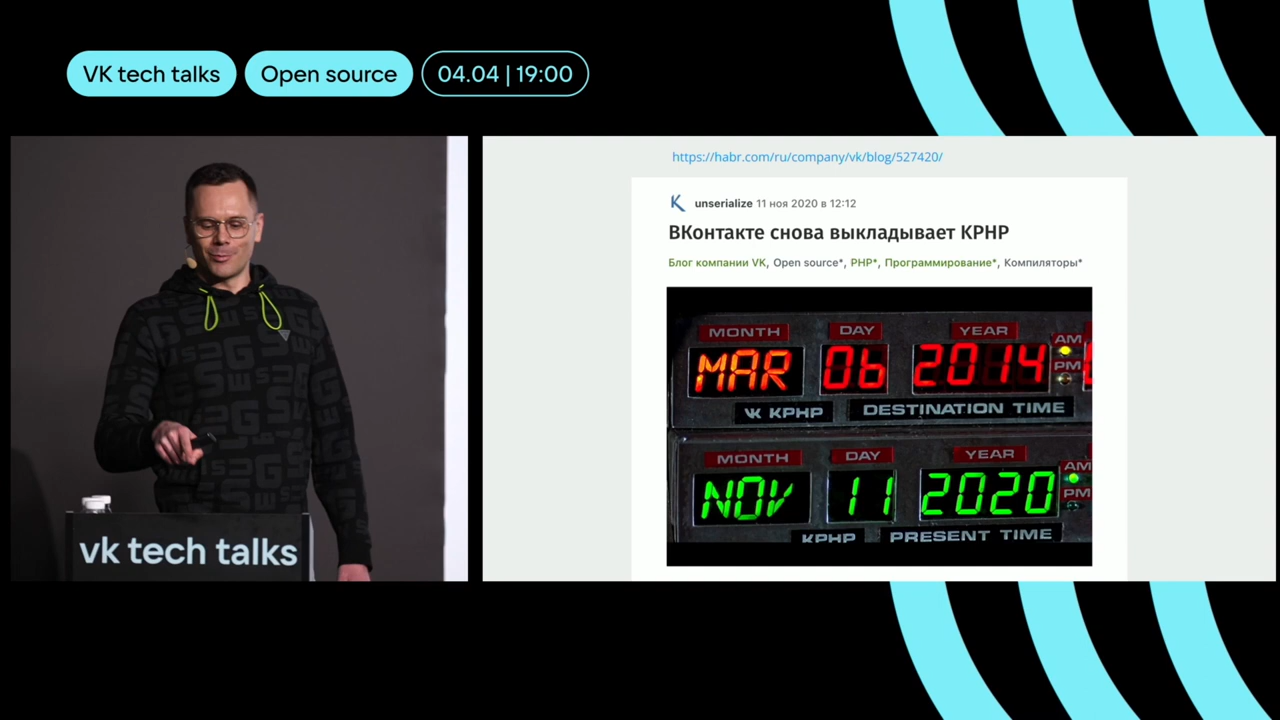 VK tech talks
Open source
04.04 | 19:00
https://habr.com/ru/company/vk/blog/527420/
unserialize 11 ноя 2020 в 12:12
ВКонтакте снова выкладывает KPHP
Блог компании VK, Open source*, PHP*, Программирование*, Компиляторы*
MONTH DAY YEAR
AM
MAR 06 2014
PM
VK KPHP DESTINATION TIME
MONTH DAY YEAR
AM
NOV 11 2020
PM
KPHP PRESENT TIME
vk tech talks